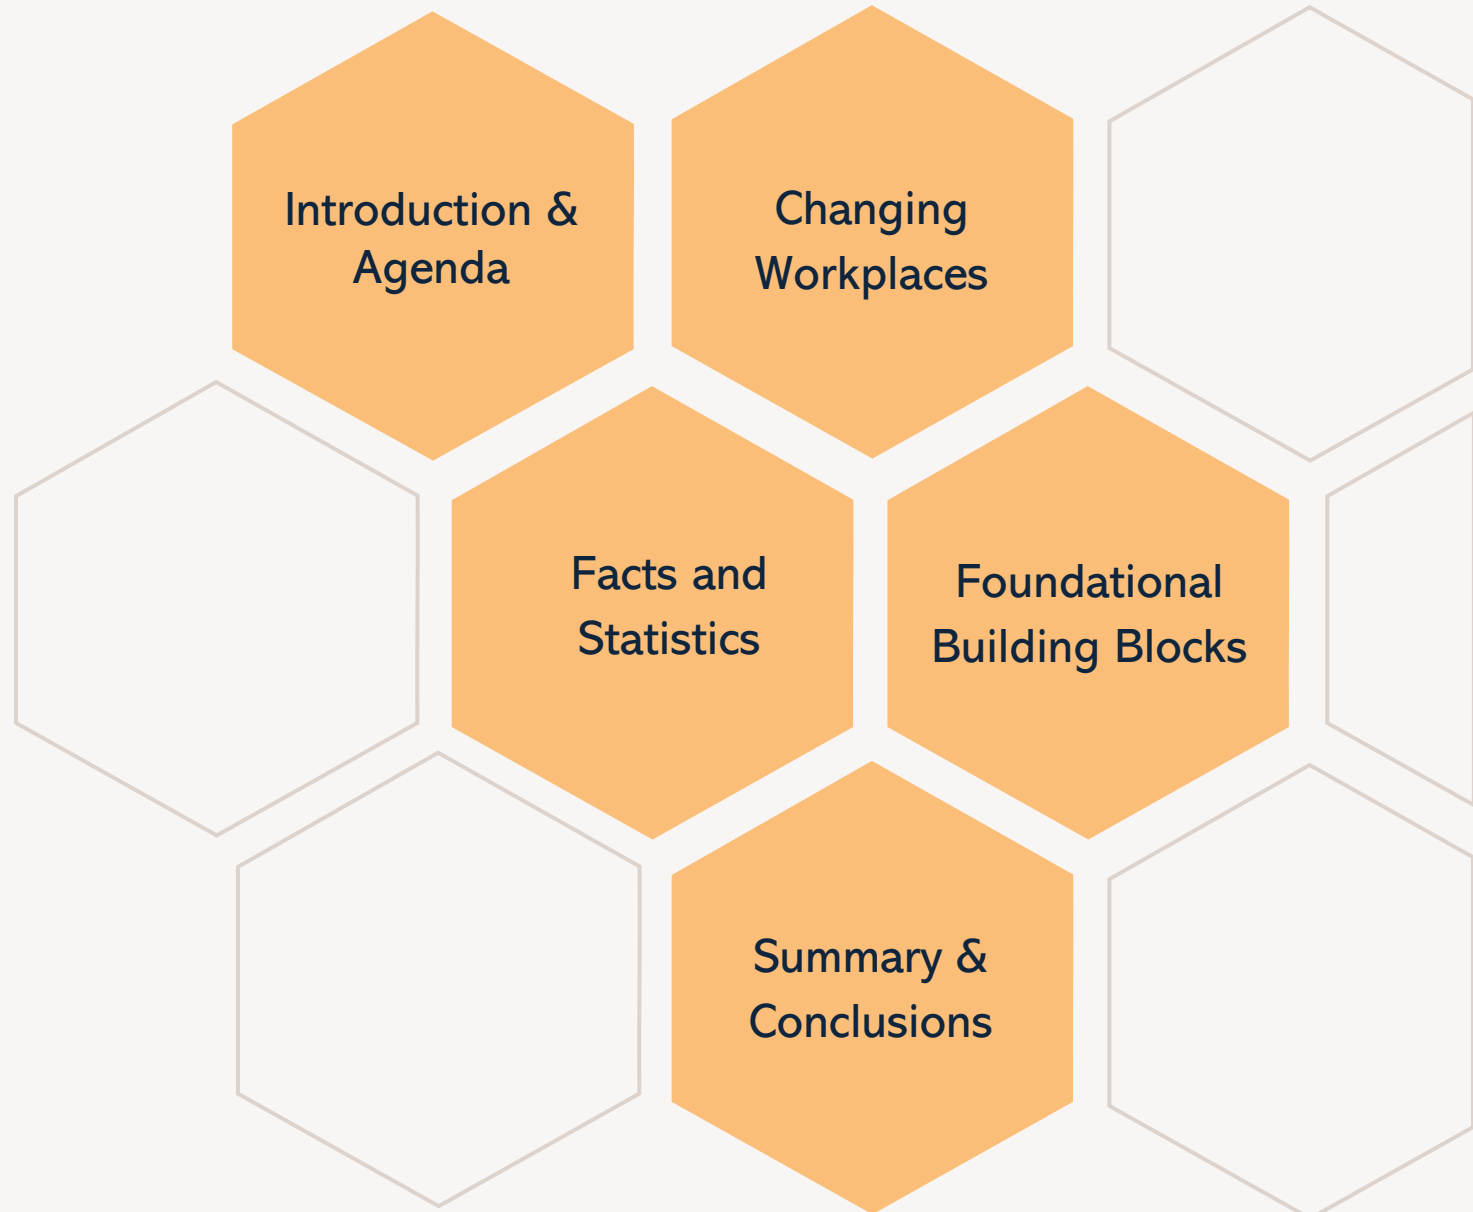 Introduction &
Agenda
Changing
Workplaces
Facts and
Statistics
Foundational
Building Blocks
Summary &
Conclusions